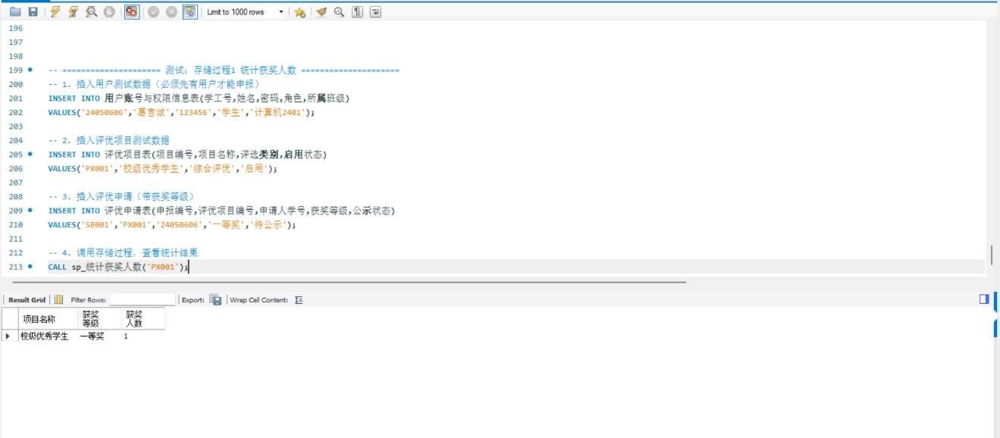 Limit to 1000 rows
196
197
198
199 -- ===================== 测试：存储过程1 统计获奖人数 =====================
200 -- 1. 插入用户测试数据（必须先有用户才能申报）
201 INSERT INTO 用户账号与权限信息表(学工号,姓名,密码,角色,所属班级)
202 VALUES('24050606','葛言诚','123456','学生','计算机2401');
203
204 -- 2. 插入评优项目测试数据
205 INSERT INTO 评优项目表(项目编号,项目名称,评选类别,启用状态)
206 VALUES('PX001','校级优秀学生','综合评优','启用');
207
208 -- 3. 插入评优申请（带获奖等级）
209 INSERT INTO 评优申请表(申报编号,评优项目编号,申请人学号,获奖等级,公示状态)
210 VALUES('SB001','PX001','24050606','一等奖','待公示');
211
212 -- 4. 调用存储过程，查看统计结果
213 CALL sp_统计获奖人数('PX001');
Result Grid Filter Rows: Export: Wrap Cell Content:
项目名称 获奖等级 获奖人数
校级优秀学生 一等奖 1